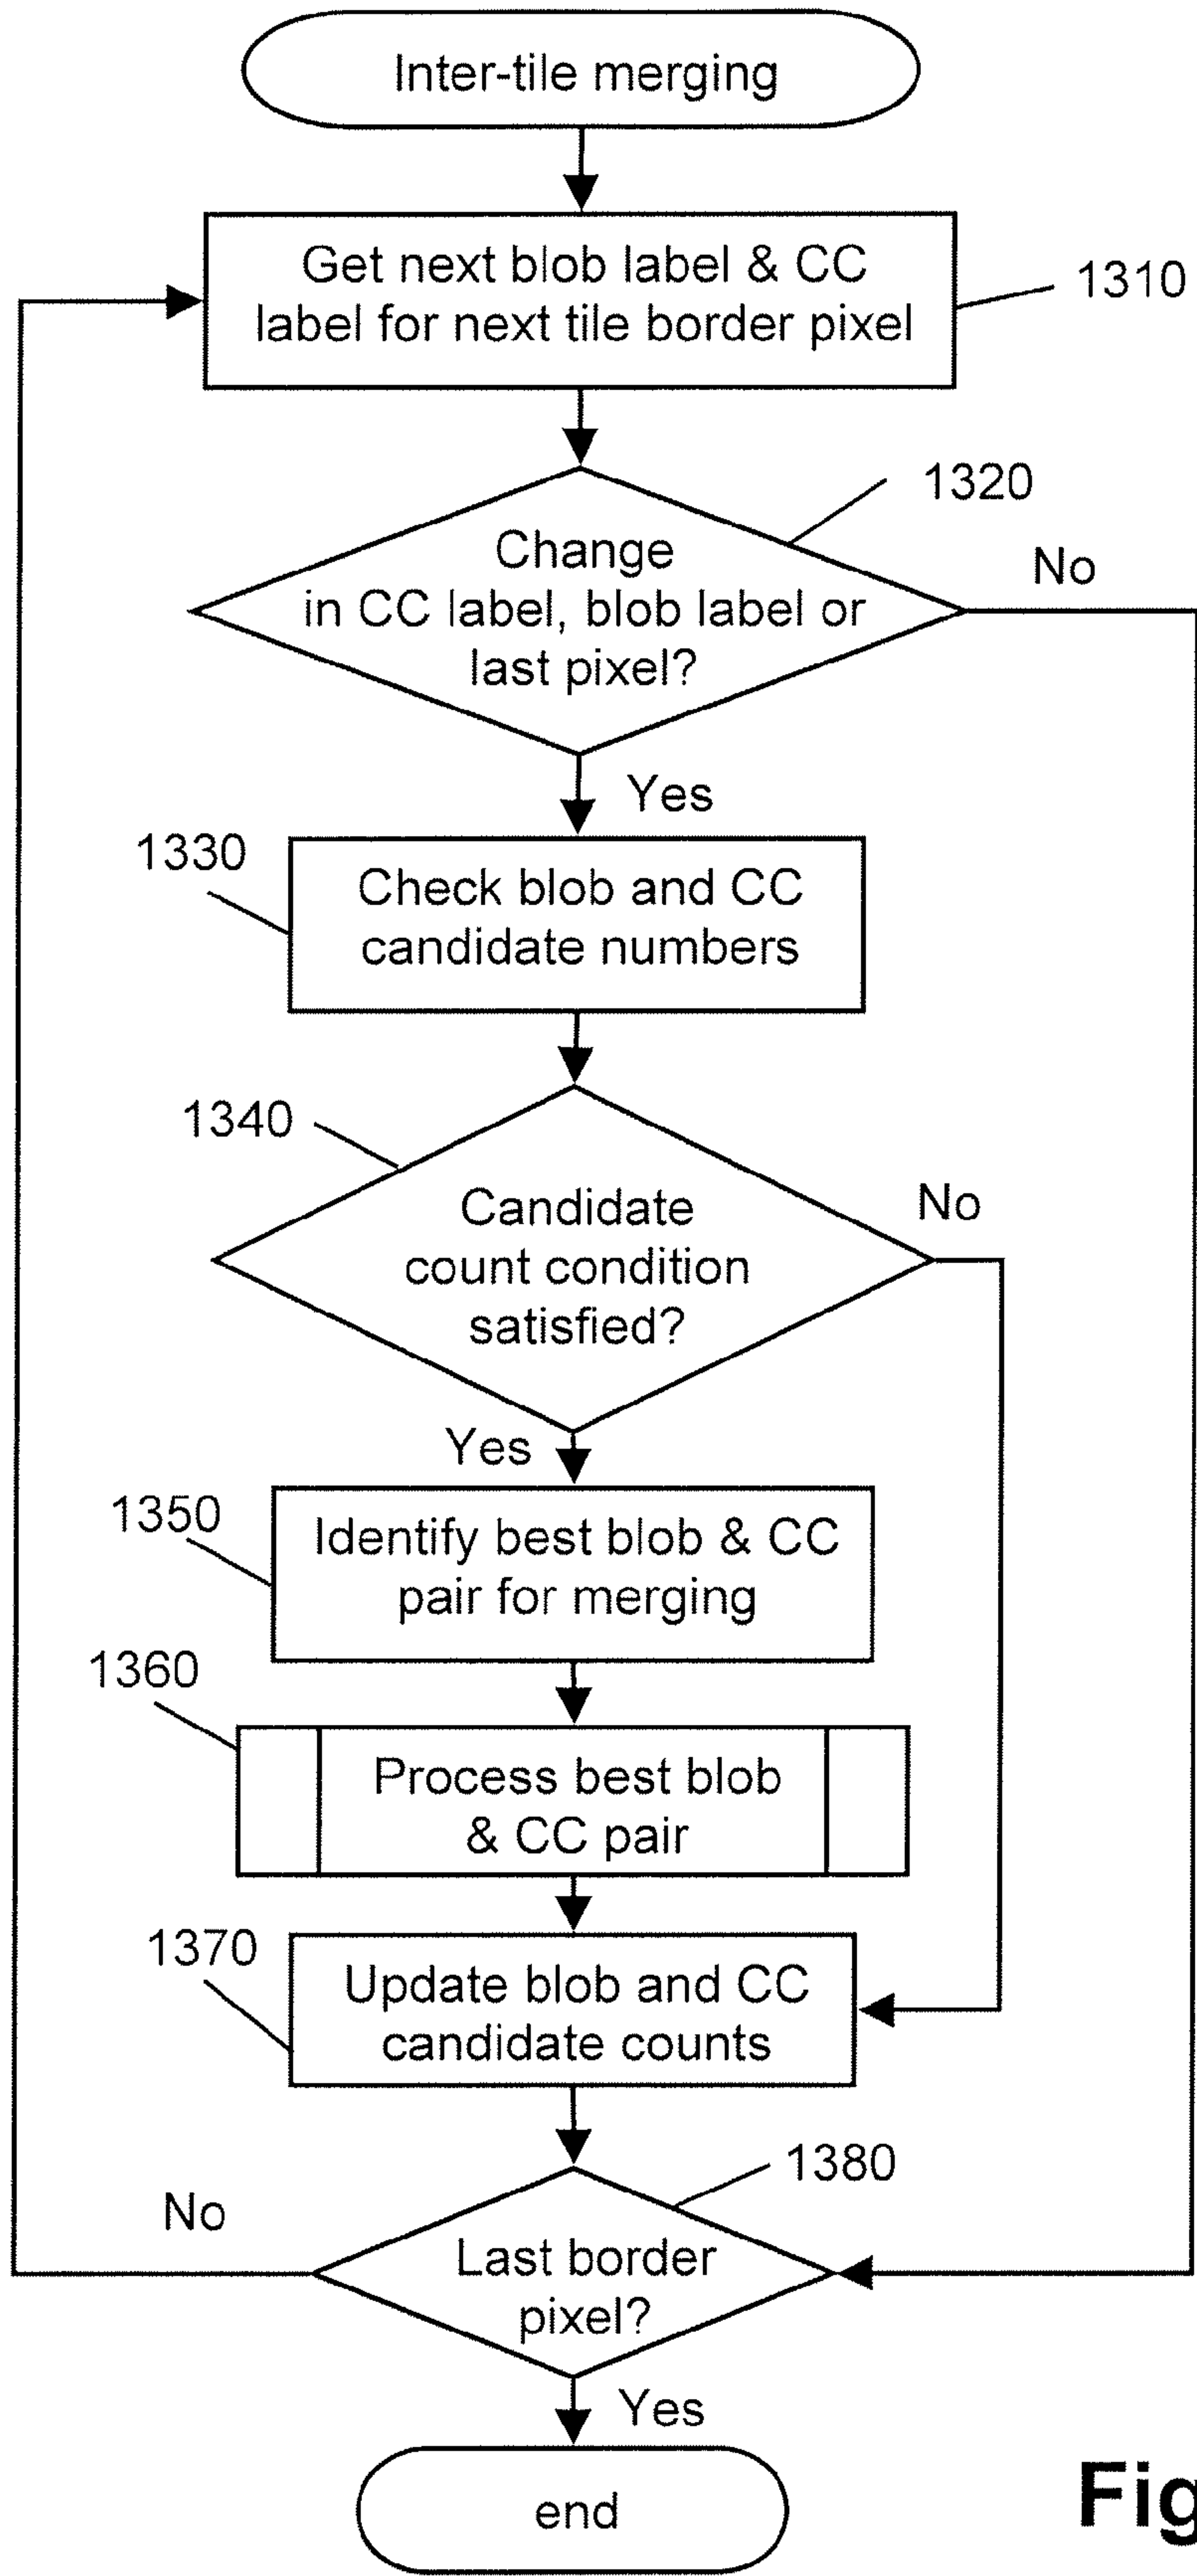 Inter-tile merging
Get next blob label & CC
label for next tile border pixel
1310
1320
Change
in CC label, blob label or
last pixel?
No
Yes
1330
Check blob and CC
candidate numbers
1340
Candidate
count condition
satisfied?
No
Yes
1350
Identify best blob & CC
pair for merging
1360
Process best blob
& CC pair
1370
Update blob and CC
candidate counts
1380
No
Last border
pixel?
Yes
end
Fig